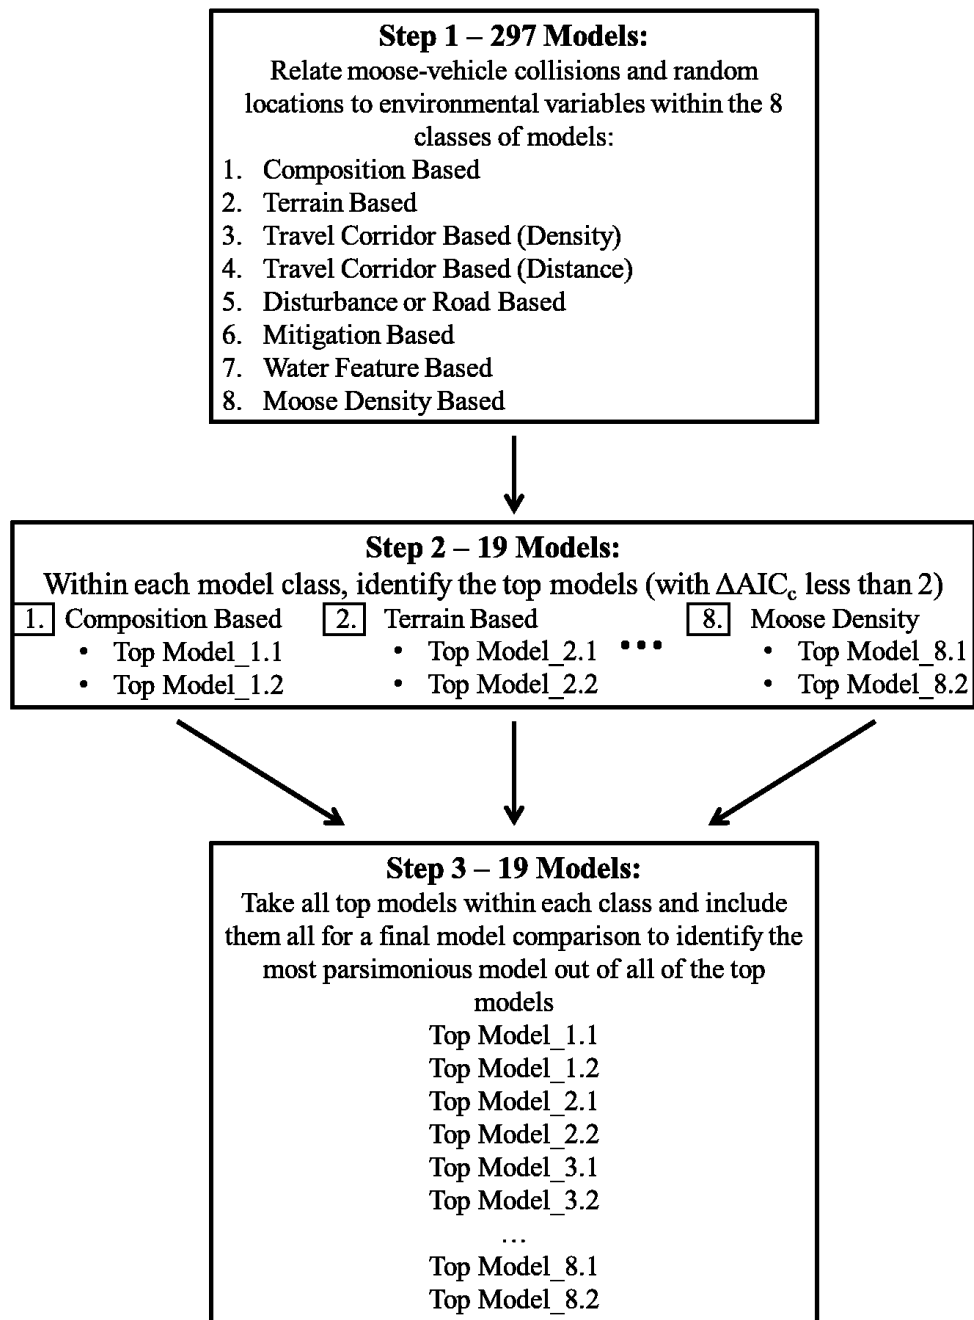 Step 1 – 297 Models:
Relate moose-vehicle collisions and random
locations to environmental variables within the 8
classes of models:
1. Composition Based
2. Terrain Based
3. Travel Corridor Based (Density)
4. Travel Corridor Based (Distance)
5. Disturbance or Road Based
6. Mitigation Based
7. Water Feature Based
8. Moose Density Based
Step 2 – 19 Models:
Within each model class, identify the top models (with ΔAICc less than 2)
1. Composition Based
• Top Model_1.1
• Top Model_1.2
2. Terrain Based
• Top Model_2.1
• Top Model_2.2
...
8. Moose Density
• Top Model_8.1
• Top Model_8.2
Step 3 – 19 Models:
Take all top models within each class and include
them all for a final model comparison to identify the
most parsimonious model out of all of the top
models
Top Model_1.1
Top Model_1.2
Top Model_2.1
Top Model_2.2
Top Model_3.1
Top Model_3.2
...
Top Model_8.1
Top Model_8.2